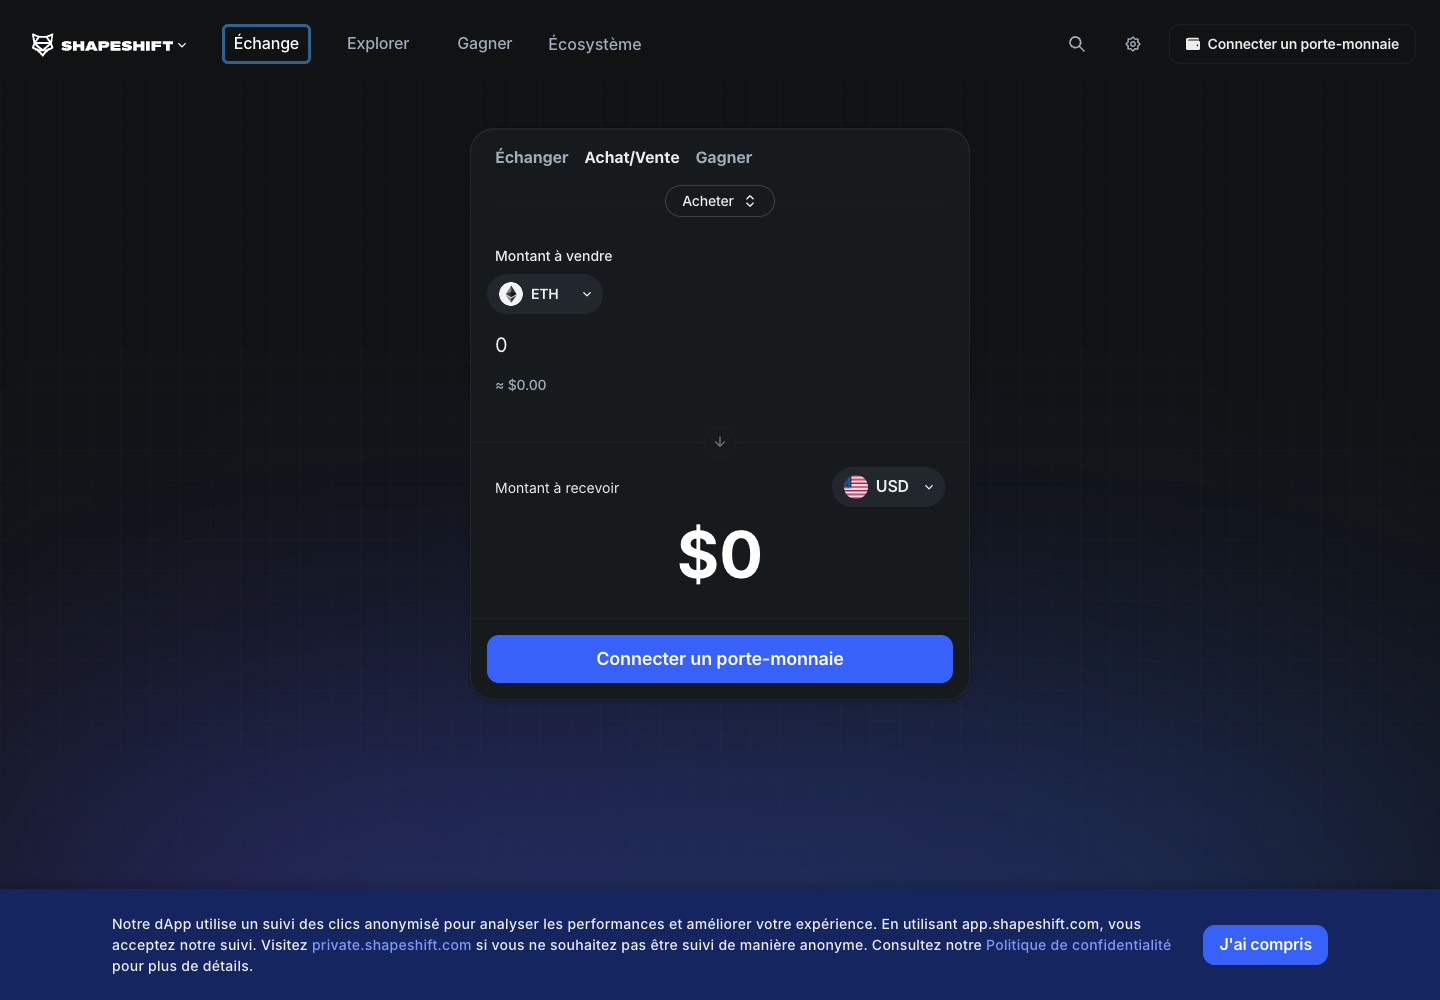 SHAPESHIFT
Échange
Explorer
Gagner
Écosystème
Connecter un porte-monnaie
Échanger
Achat/Vente
Gagner
Acheter
Montant à vendre
ETH
0
≈ $0.00
Montant à recevoir
USD
$0
Connecter un porte-monnaie
Notre dApp utilise un suivi des clics anonymisé pour analyser les performances et améliorer votre expérience. En utilisant app.shapeshift.com, vous
acceptez notre suivi. Visitez private.shapeshift.com si vous ne souhaitez pas être suivi de manière anonyme. Consultez notre Politique de confidentialité
pour plus de détails.
J'ai compris